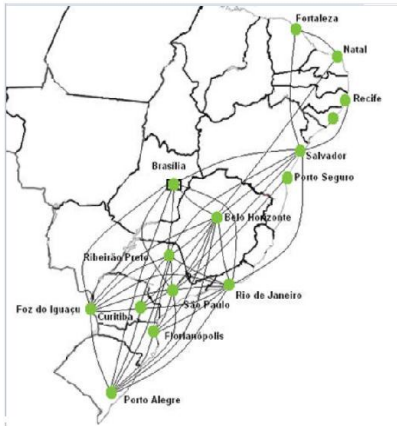 Fortaleza
Natal
Recife
Salvador
Brasília
Porto Seguro
Belo Horizonte
Ribeirão Preto
Rio de Janeiro
Foz do Iguaçu
São Paulo
Curitiba
Florianópolis
Porto Alegre